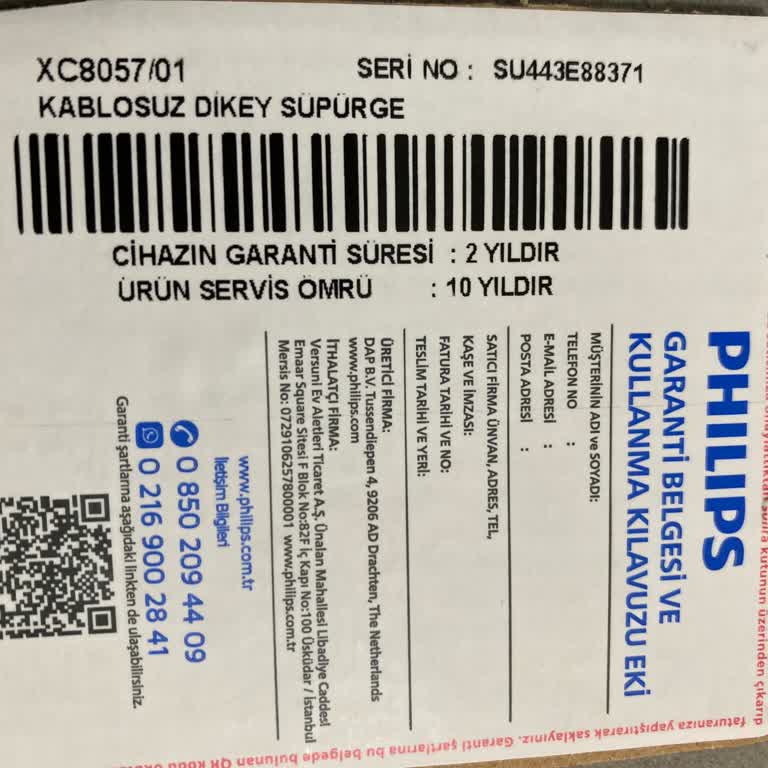 XC8057/01
SERİ NO : SU443E88371
KABLOSUZ DİKEY SÜPÜRGE
CİHAZIN GARANTİ SÜRESİ : 2 YILDIR
ÜRÜN SERVİS ÖMRÜ : 10 YILDIR
PHILIPS
GARANTİ BELGESİ VE
KULLANMA KILAVUZU EKİ
MÜŞTERİNİN ADI ve SOYADI:
TELEFON NO :
E-MAİL ADRESİ :
POSTA ADRESİ :
SATICI FİRMA ÜNVAN, ADRES, TEL,
KAŞE VE İMZASI:
FATURA TARİHİ VE NO:
TESLİM TARİHİ VE YERİ:
ÜRETİCİ FİRMA:
DAP B.V. Tussendiepen 4, 9206 AD Drachten, The Netherlands
www.philips.com
İTHALATÇI FİRMA:
Versuni Ev Aletleri Ticaret A.Ş. Ünalan Mahallesi Libadiye Caddesi
Emaar Square Sitesi F Blok No:82F İç Kapı No:100 Üsküdar / İstanbul
Mersis No: 0729106257800001 www.philips.com.tr
www.philips.com.tr
İletişim Bilgileri
0 850 209 44 09
0 216 900 28 41
Garanti şartlarına aşağıdaki linkten de ulaşabilirsiniz.
sonra kutunun üzerinden çıkarıp
faturanıza yapıştırarak saklayınız. Garanti şartlarına bu belgede bulunan QR kodu